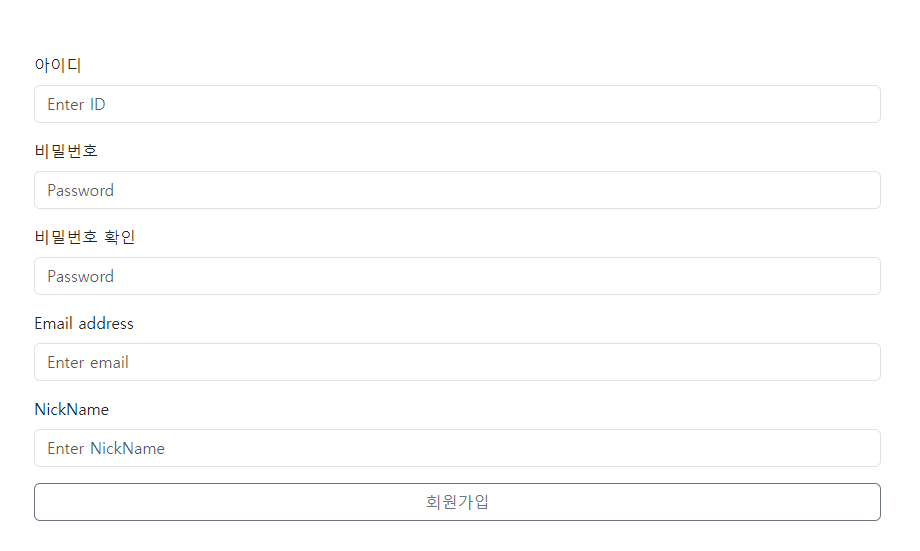 아이디
Enter ID
비밀번호
Password
비밀번호 확인
Password
Email address
Enter email
NickName
Enter NickName
회원가입